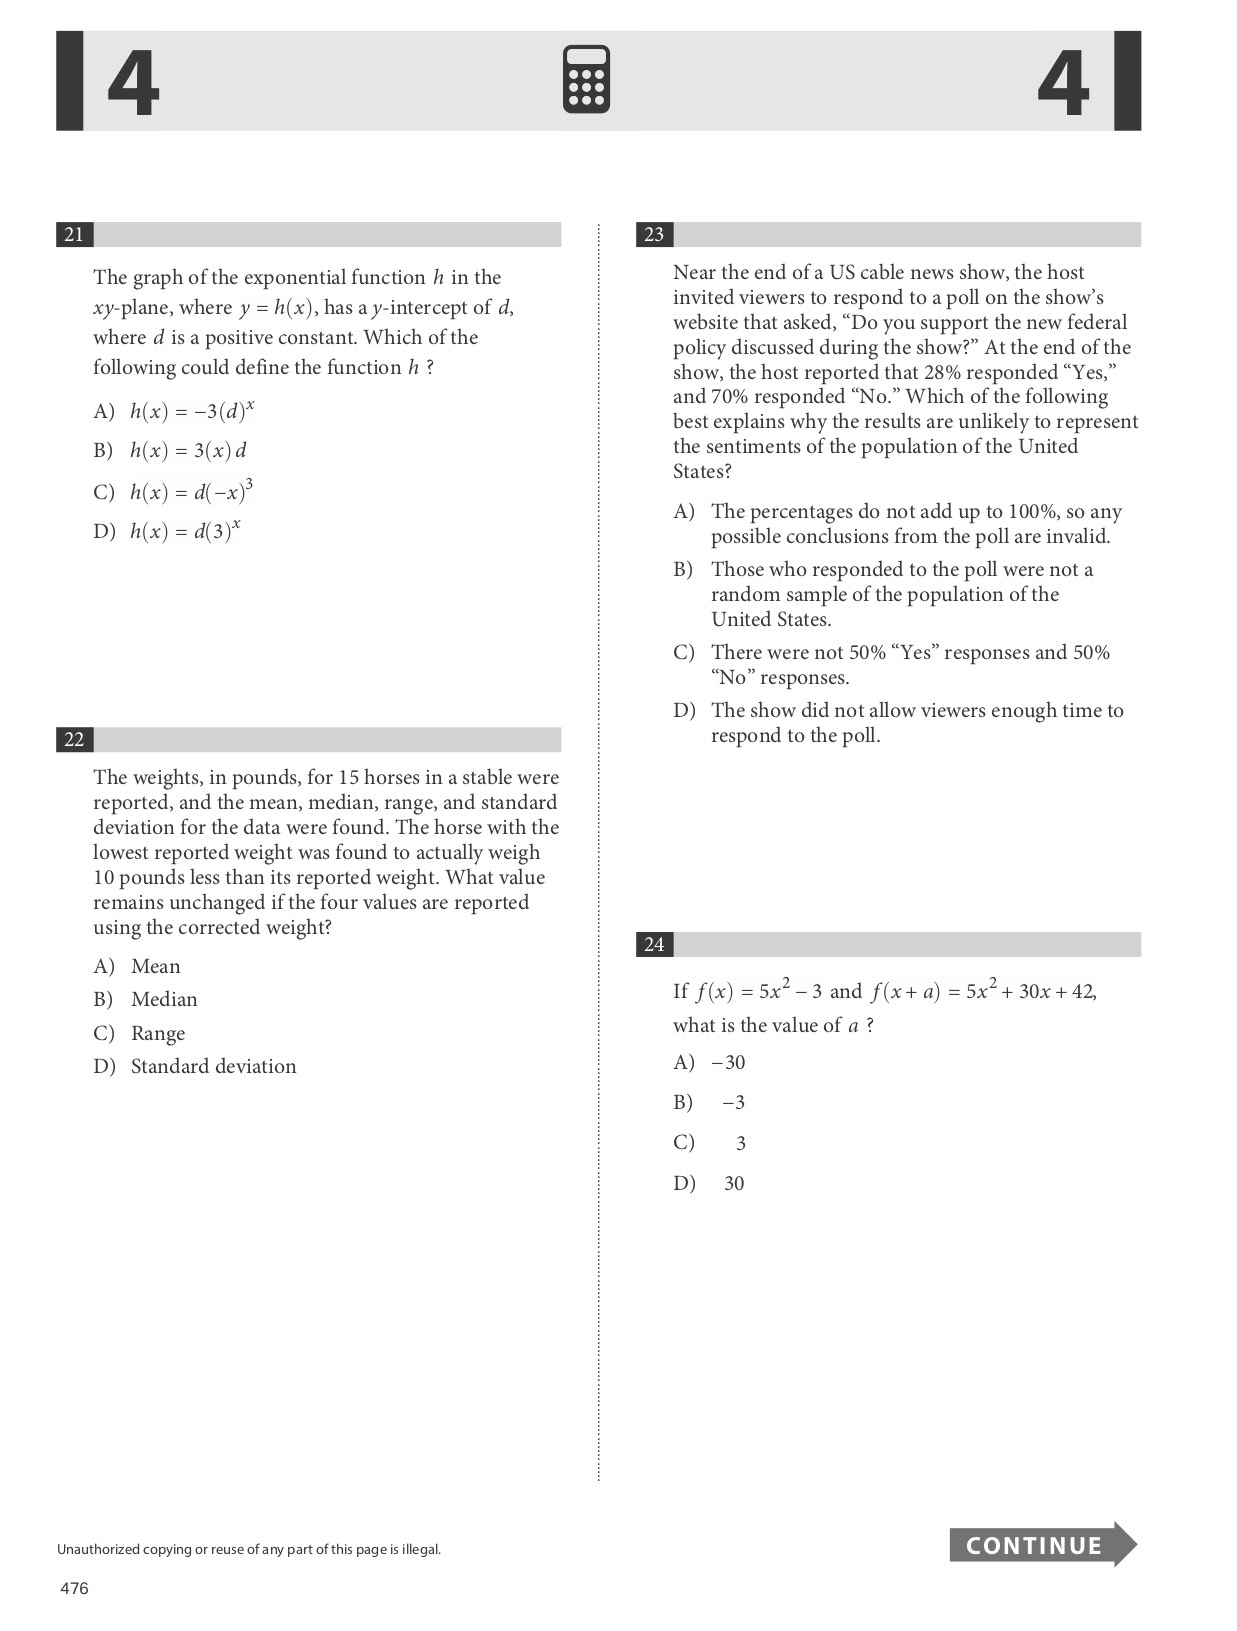 4
4
21
The graph of the exponential function h in the
xy-plane, where y = h(x), has a y-intercept of d,
where d is a positive constant. Which of the
following could define the function h ?
A) h(x) = −3(d)^x
B) h(x) = 3(x)d
C) h(x) = d(−x)^3
D) h(x) = d(3)^x
22
The weights, in pounds, for 15 horses in a stable were
reported, and the mean, median, range, and standard
deviation for the data were found. The horse with the
lowest reported weight was found to actually weigh
10 pounds less than its reported weight. What value
remains unchanged if the four values are reported
using the corrected weight?
A) Mean
B) Median
C) Range
D) Standard deviation
23
Near the end of a US cable news show, the host
invited viewers to respond to a poll on the show’s
website that asked, “Do you support the new federal
policy discussed during the show?” At the end of the
show, the host reported that 28% responded “Yes,”
and 70% responded “No.” Which of the following
best explains why the results are unlikely to represent
the sentiments of the population of the United
States?
A) The percentages do not add up to 100%, so any
possible conclusions from the poll are invalid.
B) Those who responded to the poll were not a
random sample of the population of the
United States.
C) There were not 50% “Yes” responses and 50%
“No” responses.
D) The show did not allow viewers enough time to
respond to the poll.
24
If f(x) = 5x^2 − 3 and f(x + a) = 5x^2 + 30x + 42,
what is the value of a ?
A) −30
B) −3
C) 3
D) 30
Unauthorized copying or reuse of any part of this page is illegal.
CONTINUE
476